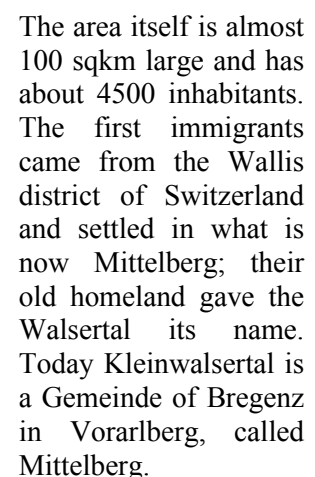 The area itself is almost
100 sqkm large and has
about 4500 inhabitants.
The first immigrants
came from the Wallis
district of Switzerland
and settled in what is
now Mittelberg; their
old homeland gave the
Walsertal its name.
Today Kleinwalsertal is
a Gemeinde of Bregenz
in Vorarlberg, called
Mittelberg.